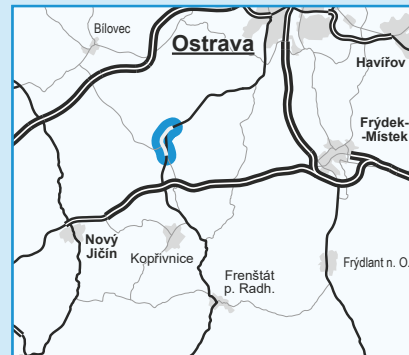 Bílovec
Ostrava
Havířov
Frýdek-
-Místek
Nový
Jičín
Kopřivnice
Frenštát
p. Radh.
Frýdlant n. O.